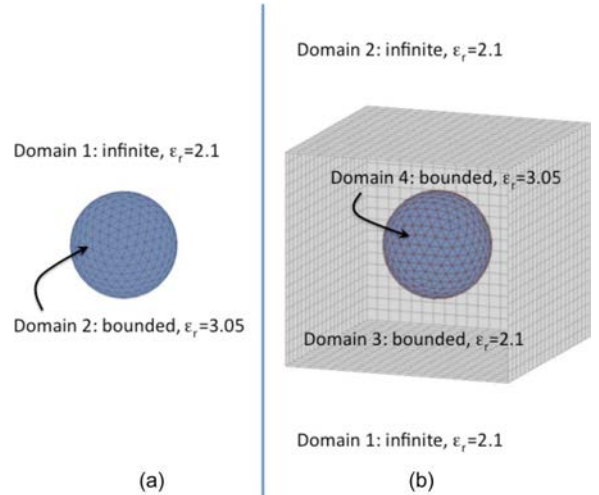 Domain 1: infinite, εr=2.1
Domain 2: bounded, εr=3.05
(a)
Domain 2: infinite, εr=2.1
Domain 4: bounded, εr=3.05
Domain 3: bounded, εr=2.1
Domain 1: infinite, εr=2.1
(b)